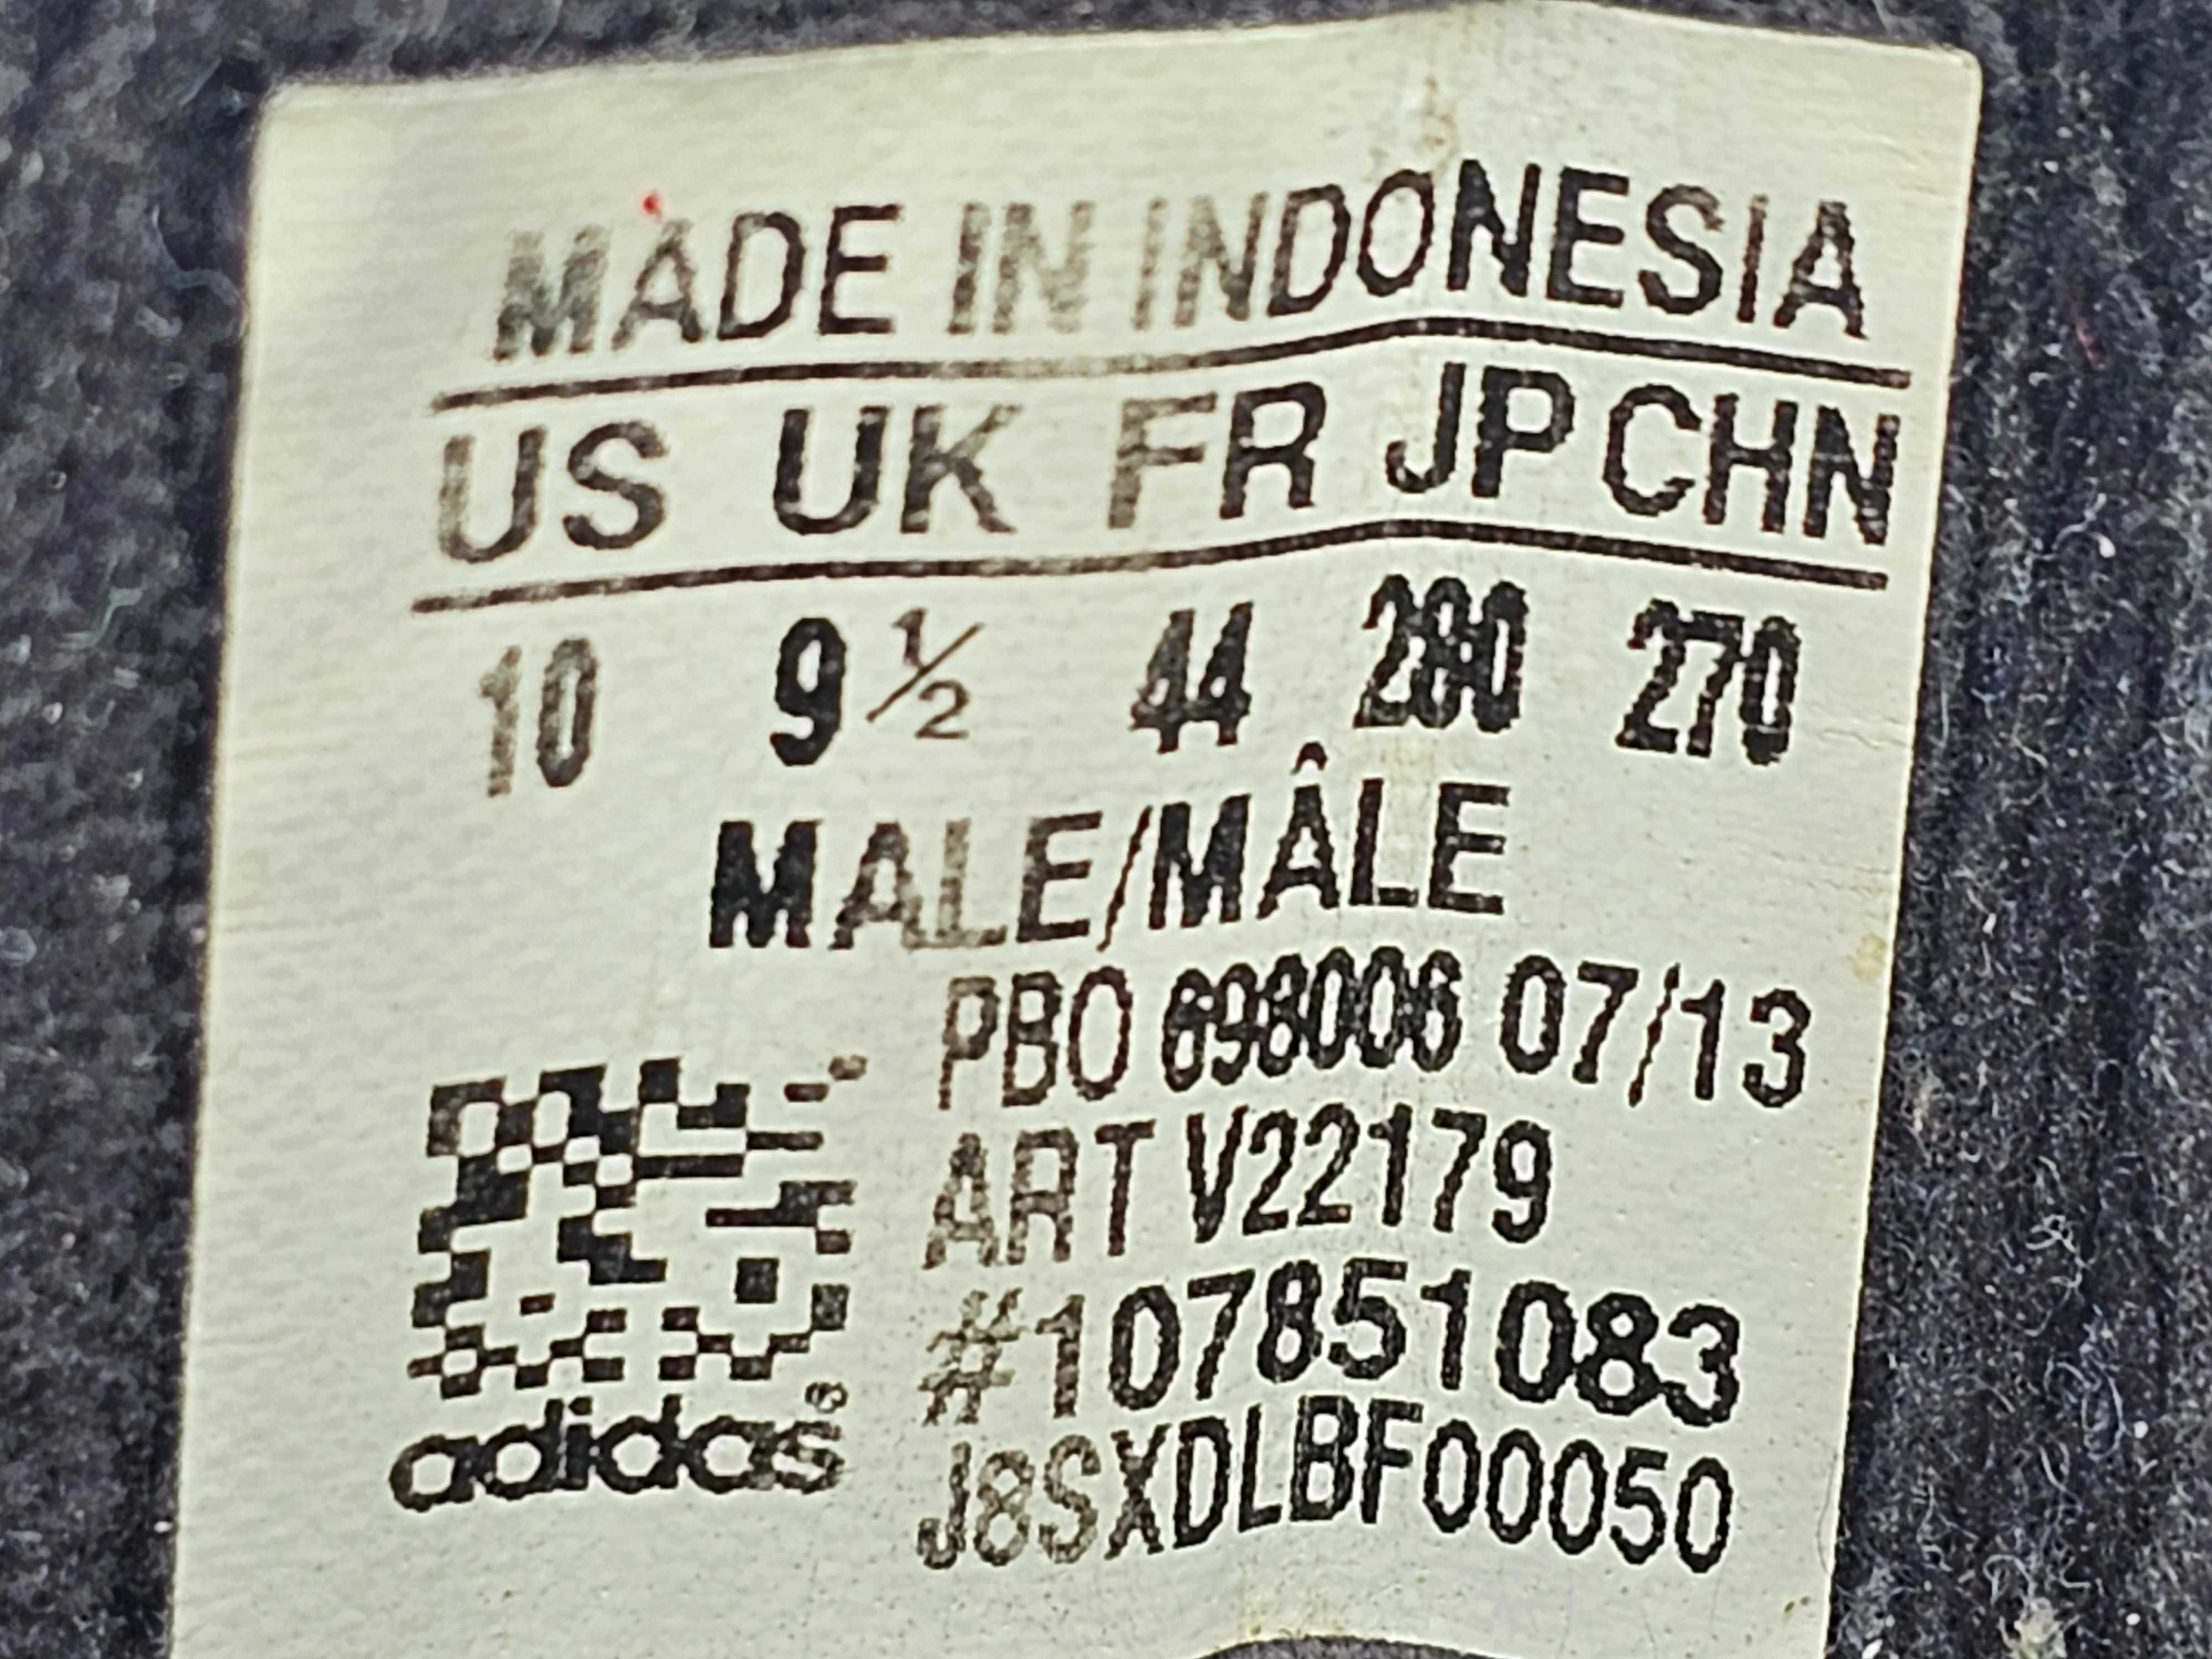 MADE IN INDONESIA
US UK FR JP CHN
10 9½ 44 280 270
MALE/MÂLE
PBO 698006 07/13
ART V22179
#107851083
J8SXDLBF00050
adidas®